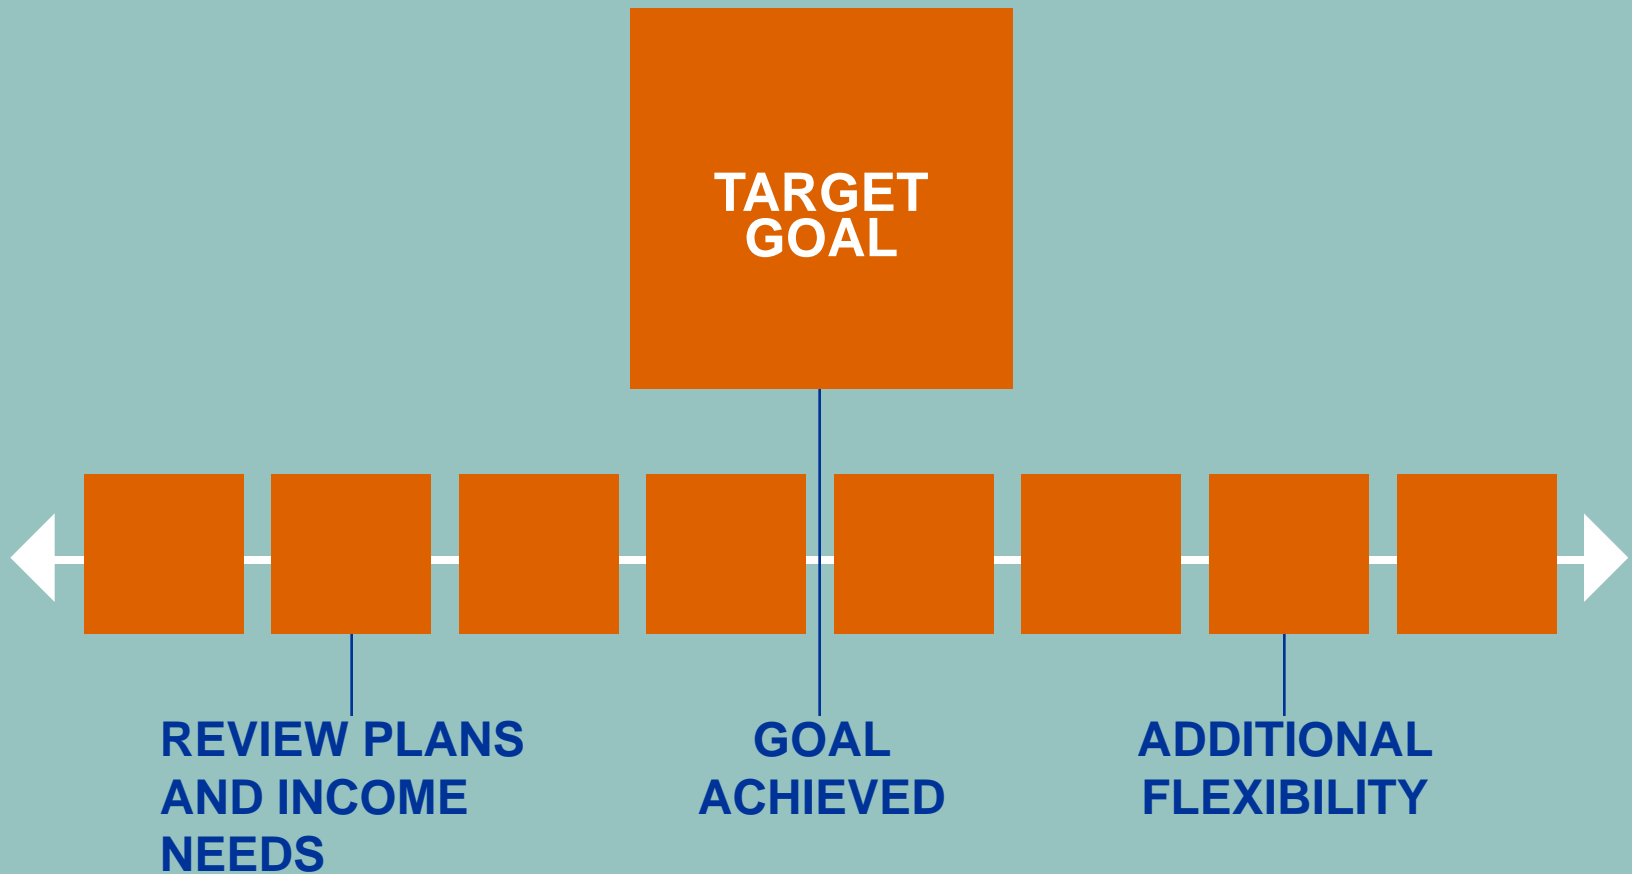 TARGET
GOAL
REVIEW PLANS
AND INCOME
NEEDS
GOAL
ACHIEVED
ADDITIONAL
FLEXIBILITY